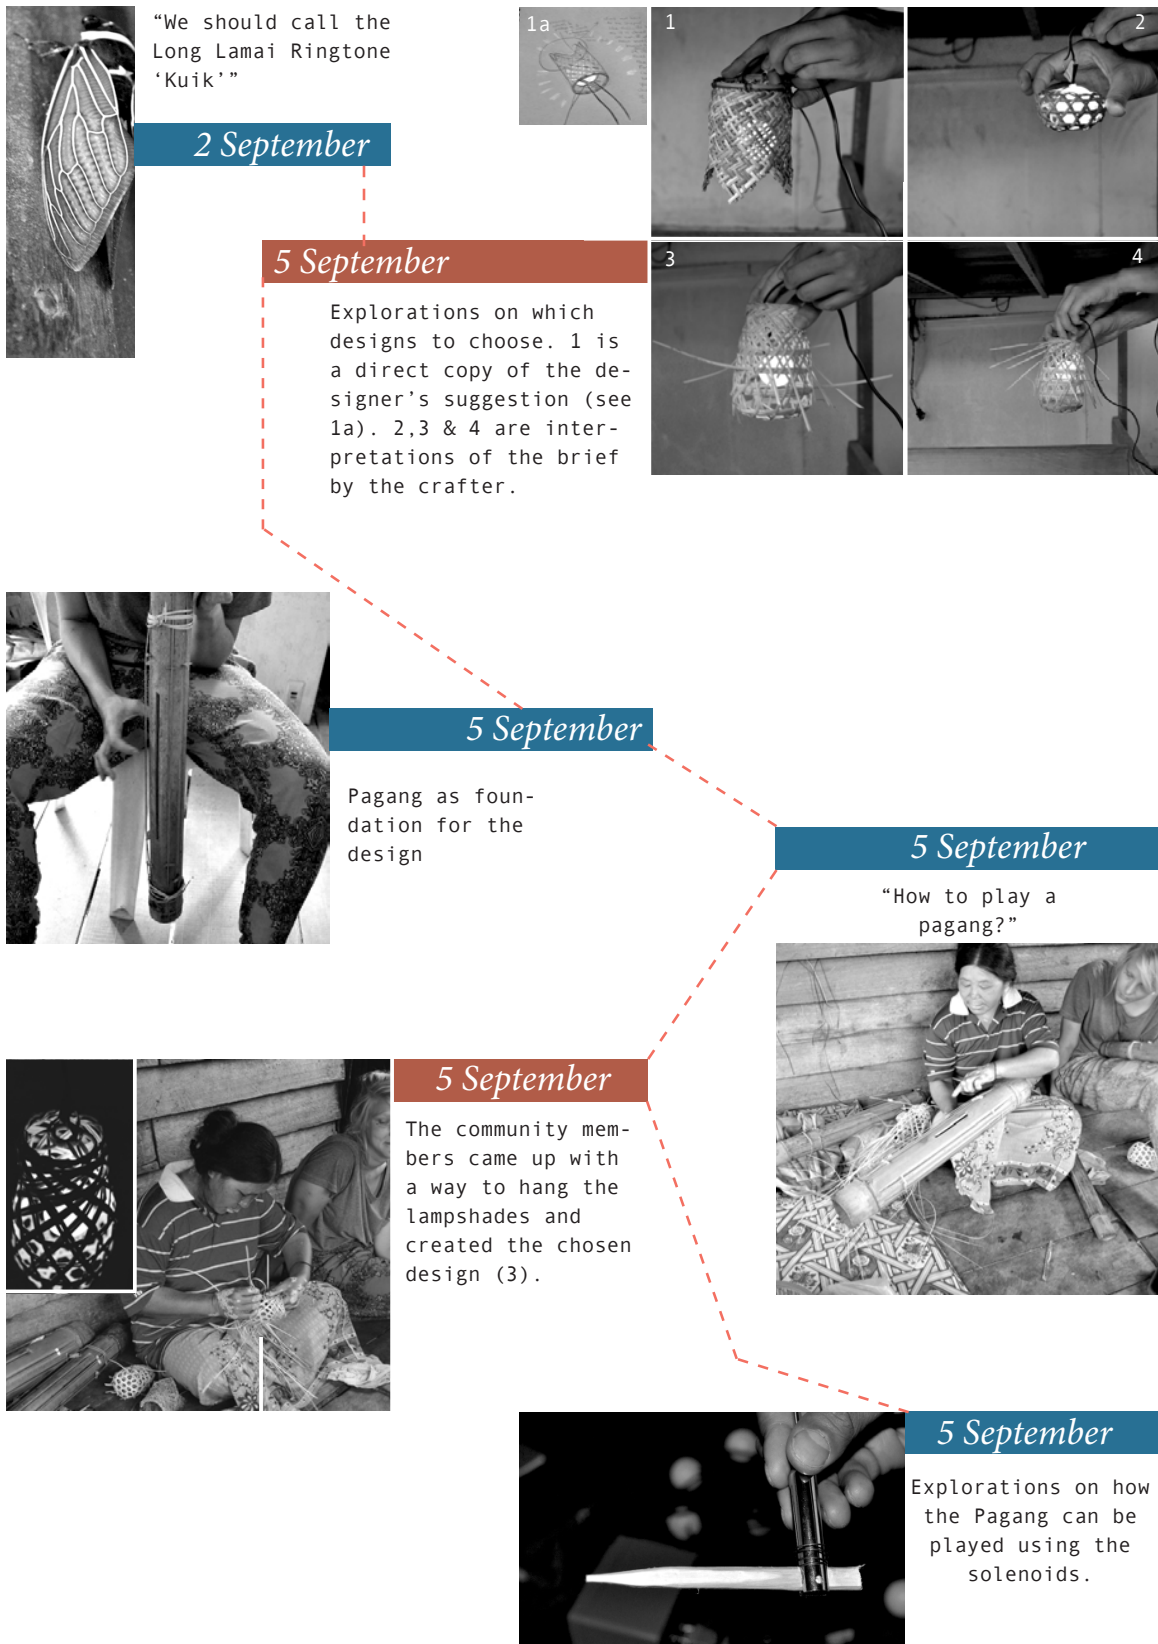 “We should call the
Long Lamai Ringtone
‘Kuik’”
2 September
1a
1
2
3
4
5 September
Explorations on which
designs to choose. 1 is
a direct copy of the de-
signer’s suggestion (see
1a). 2,3 & 4 are inter-
pretations of the brief
by the crafter.
5 September
Pagang as foun-
dation for the
design
5 September
“How to play a
pagang?”
5 September
The community mem-
bers came up with
a way to hang the
lampshades and
created the chosen
design (3).
5 September
Explorations on how
the Pagang can be
played using the
solenoids.